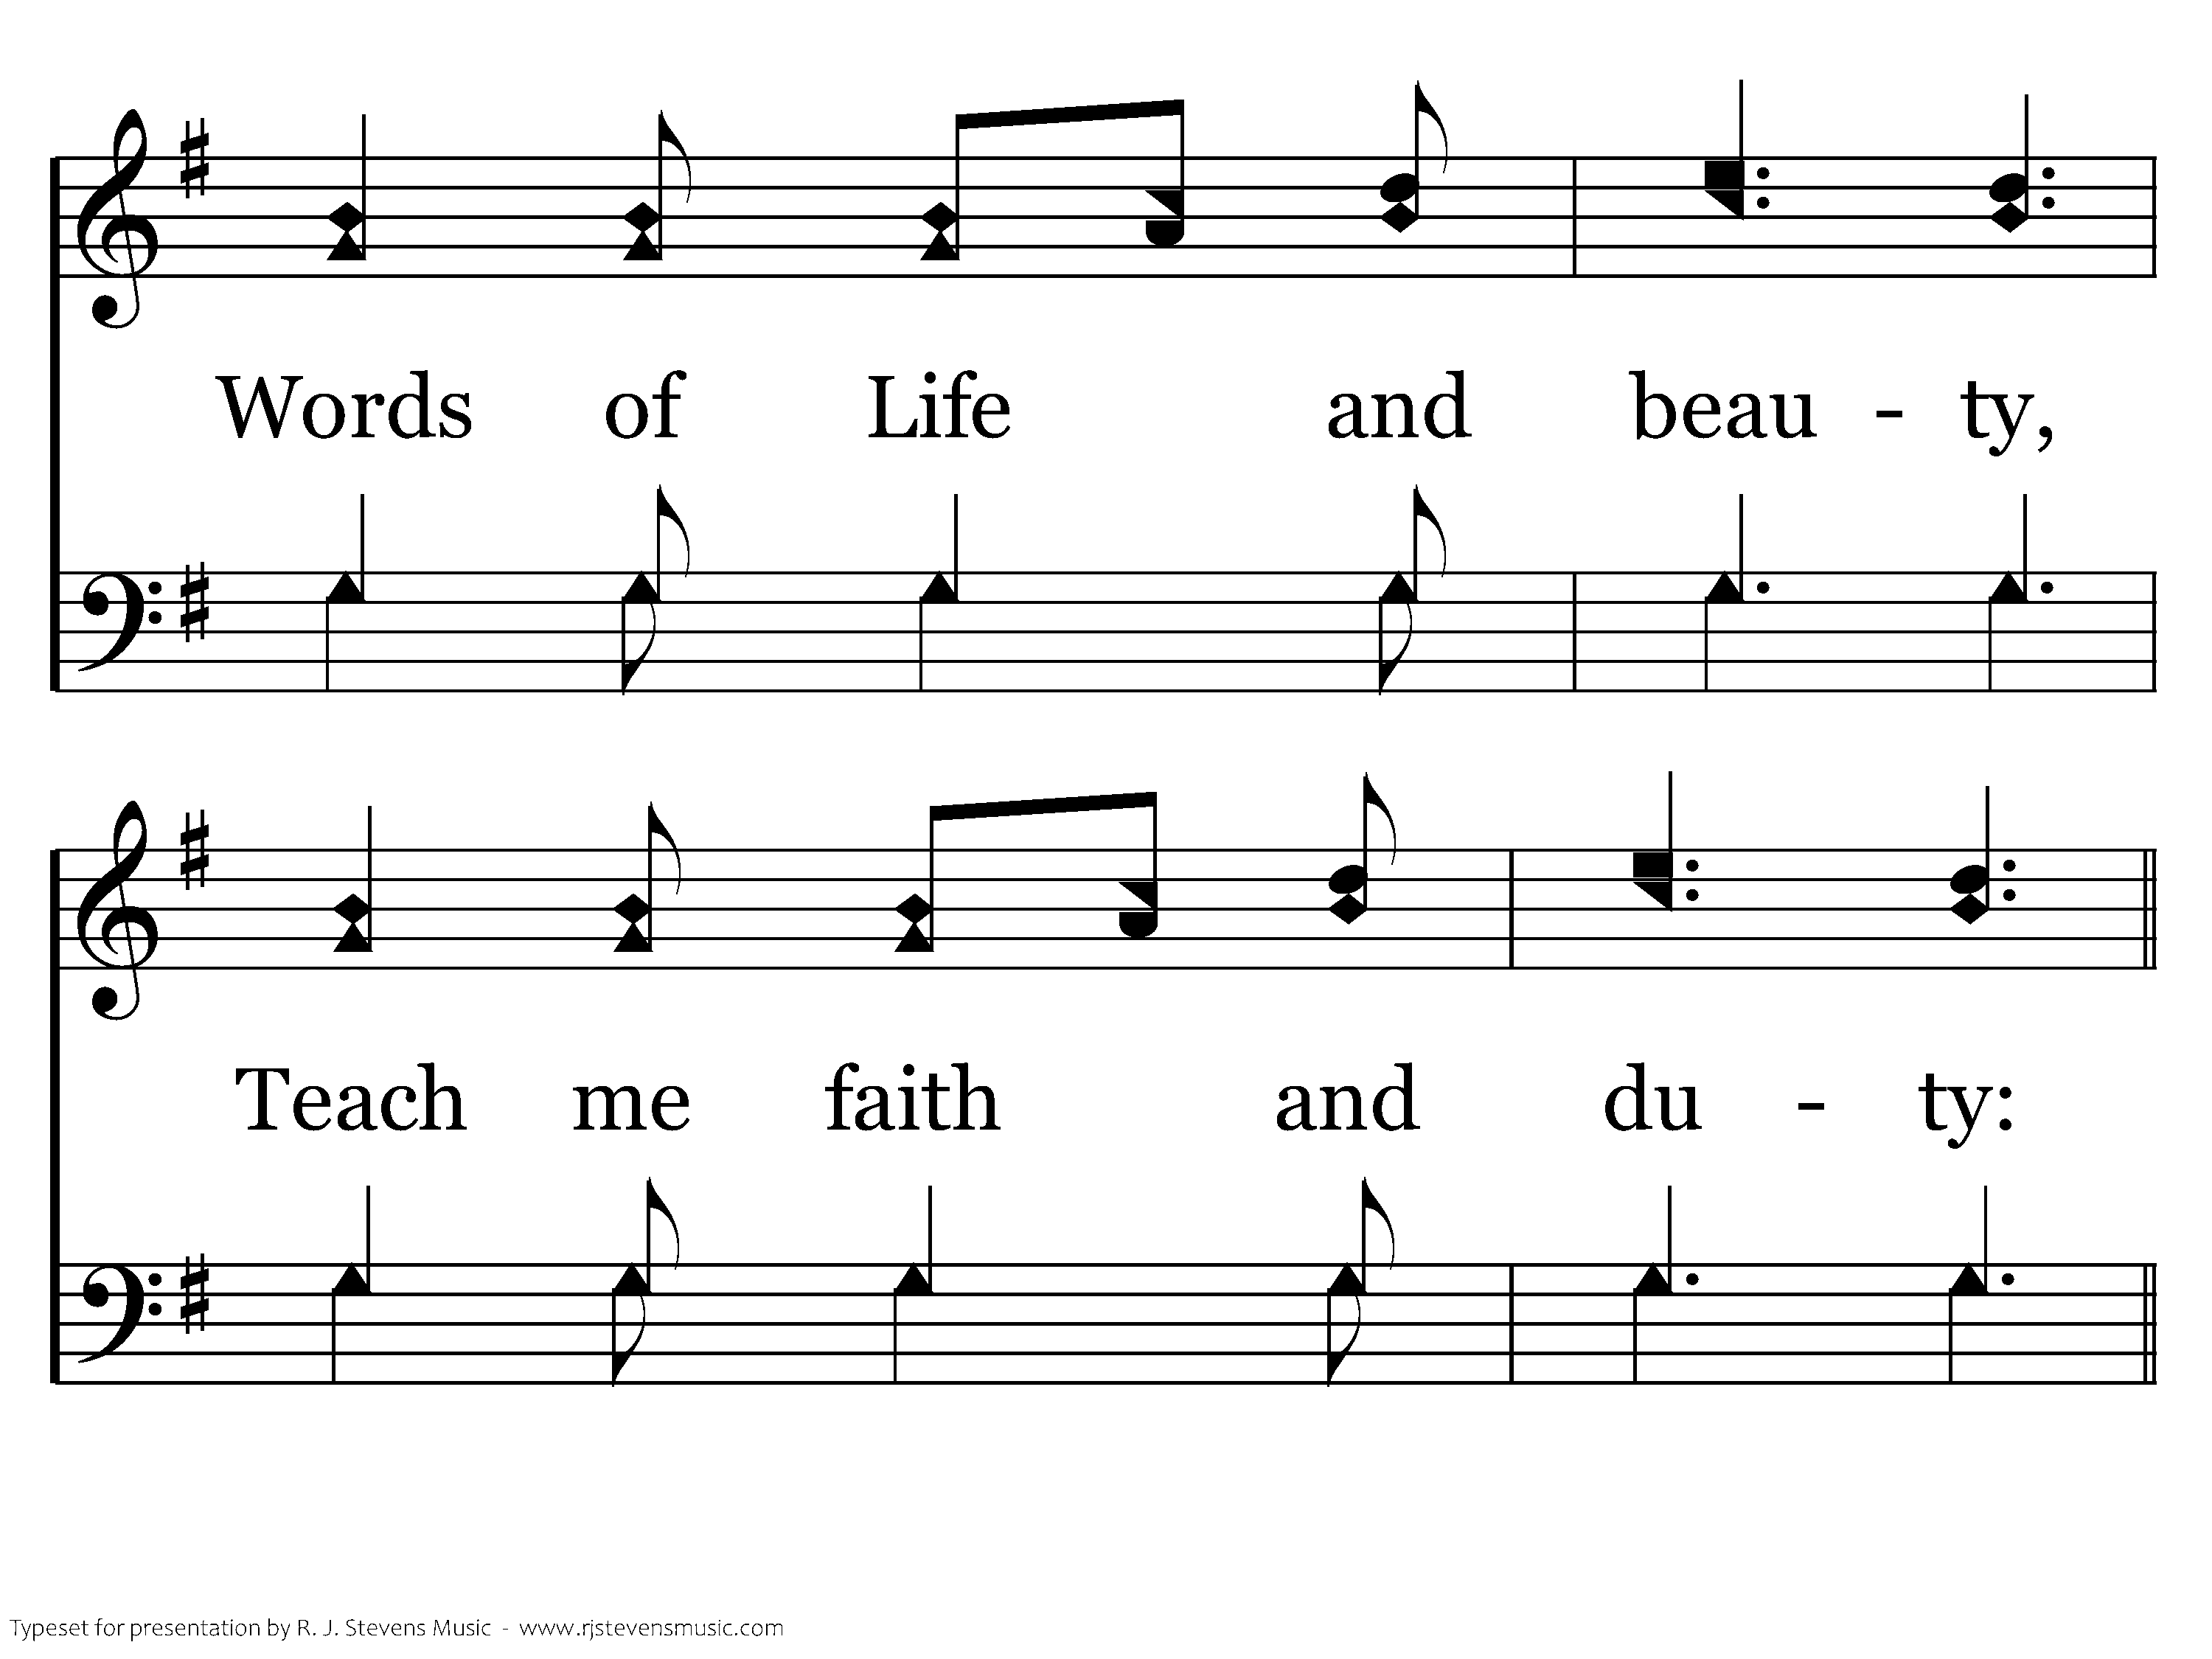 Words of Life and beau - ty,
Teach me faith and du - ty:
Typeset for presentation by R. J. Stevens Music - www.rjstevensmusic.com